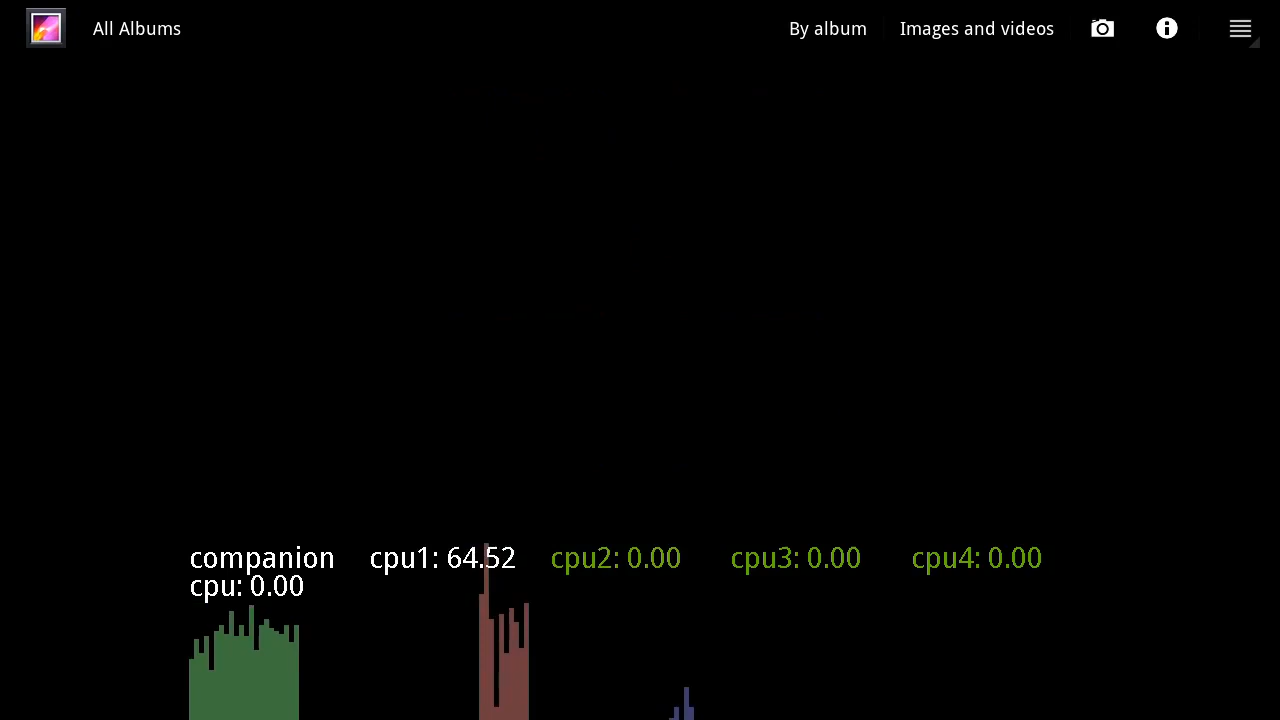 All Albums By album Images and videos
companion cpu1: 64.52 cpu2: 0.00 cpu3: 0.00 cpu4: 0.00
cpu: 0.00